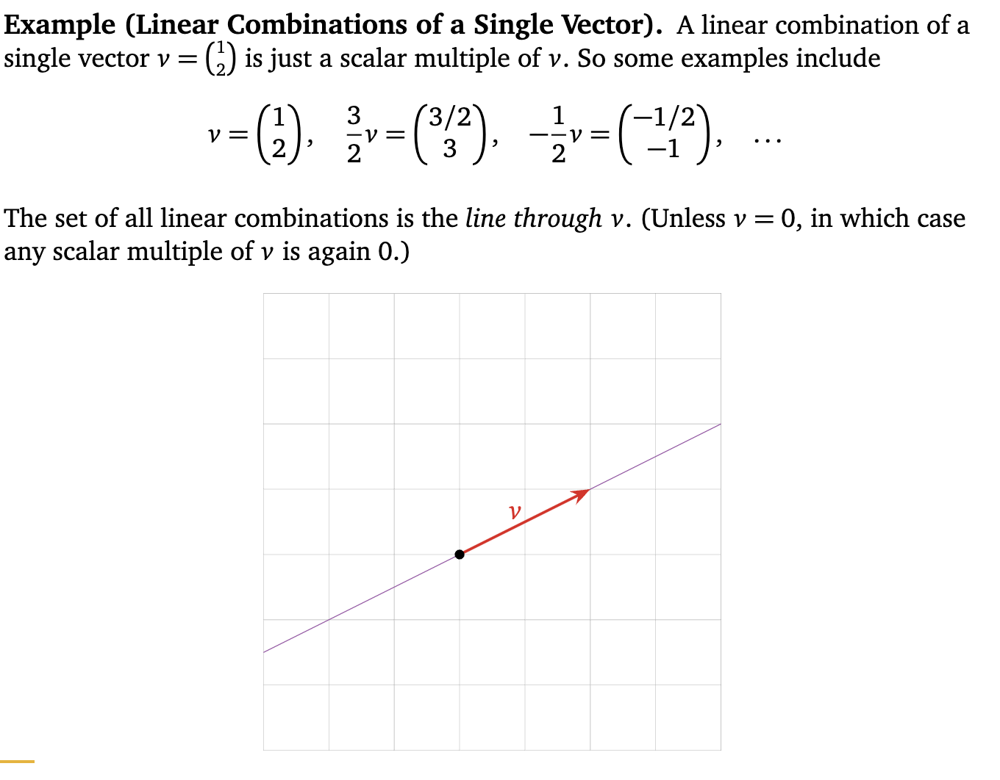 Example (Linear Combinations of a Single Vector). A linear combination of a
single vector v = (1 2) is just a scalar multiple of v. So some examples include
v = (1 2), 3/2 v = (3/2 3), −1/2 v = (−1/2 −1), ...
The set of all linear combinations is the line through v. (Unless v = 0, in which case
any scalar multiple of v is again 0.)
v